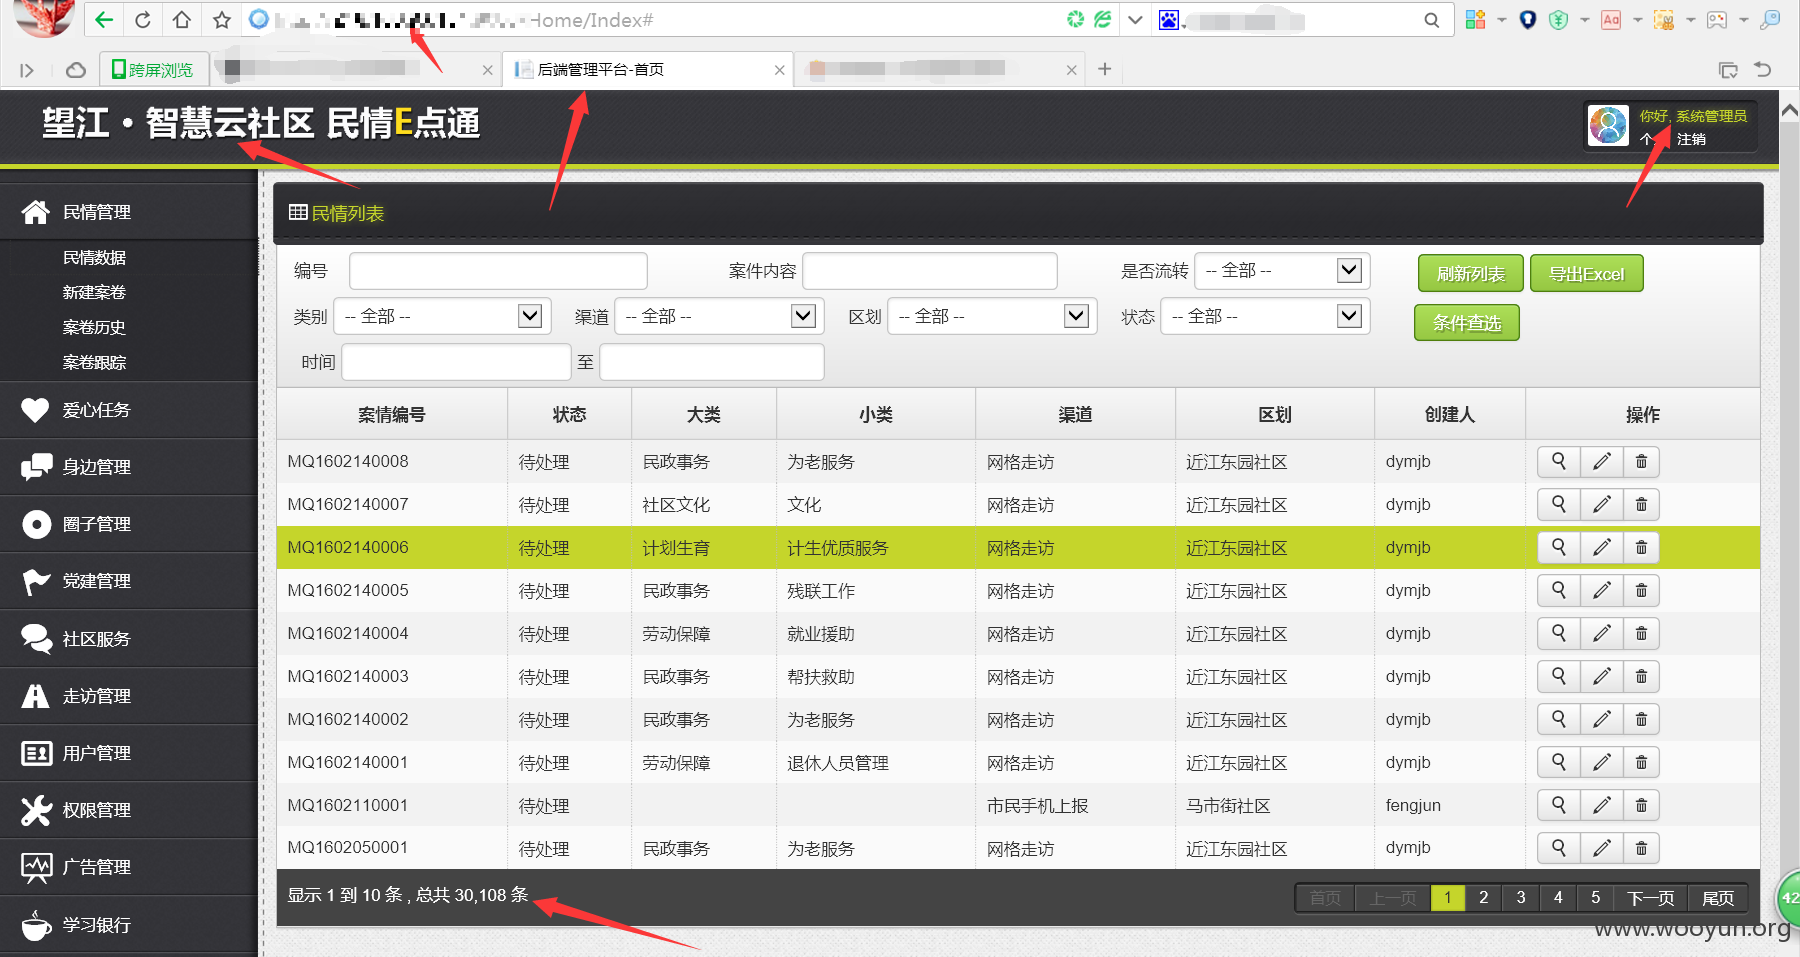 Home/Index#
跨屏浏览
后端管理平台-首页
望江·智慧云社区 民情E点通
你好, 系统管理员
个 注销
民情管理
民情数据
新建案卷
案卷历史
案卷跟踪
爱心任务
身边管理
圈子管理
党建管理
社区服务
走访管理
用户管理
权限管理
广告管理
学习银行
民情列表
编号 案件内容 是否流转 -- 全部 -- 刷新列表 导出Excel
类别 -- 全部 -- 渠道 -- 全部 -- 区划 -- 全部 -- 状态 -- 全部 -- 条件查选
时间 至
案情编号 状态 大类 小类 渠道 区划 创建人 操作
MQ1602140008 待处理 民政事务 为老服务 网格走访 近江东园社区 dymjb
MQ1602140007 待处理 社区文化 文化 网格走访 近江东园社区 dymjb
MQ1602140006 待处理 计划生育 计生优质服务 网格走访 近江东园社区 dymjb
MQ1602140005 待处理 民政事务 残联工作 网格走访 近江东园社区 dymjb
MQ1602140004 待处理 劳动保障 就业援助 网格走访 近江东园社区 dymjb
MQ1602140003 待处理 民政事务 帮扶救助 网格走访 近江东园社区 dymjb
MQ1602140002 待处理 民政事务 为老服务 网格走访 近江东园社区 dymjb
MQ1602140001 待处理 劳动保障 退休人员管理 网格走访 近江东园社区 dymjb
MQ1602110001 待处理 市民手机上报 马市街社区 fengjun
MQ1602050001 待处理 民政事务 为老服务 网格走访 近江东园社区 dymjb
显示 1 到 10 条 , 总共 30,108 条
首页 上一页 1 2 3 4 5 下一页 尾页
42
www.wooyun.org